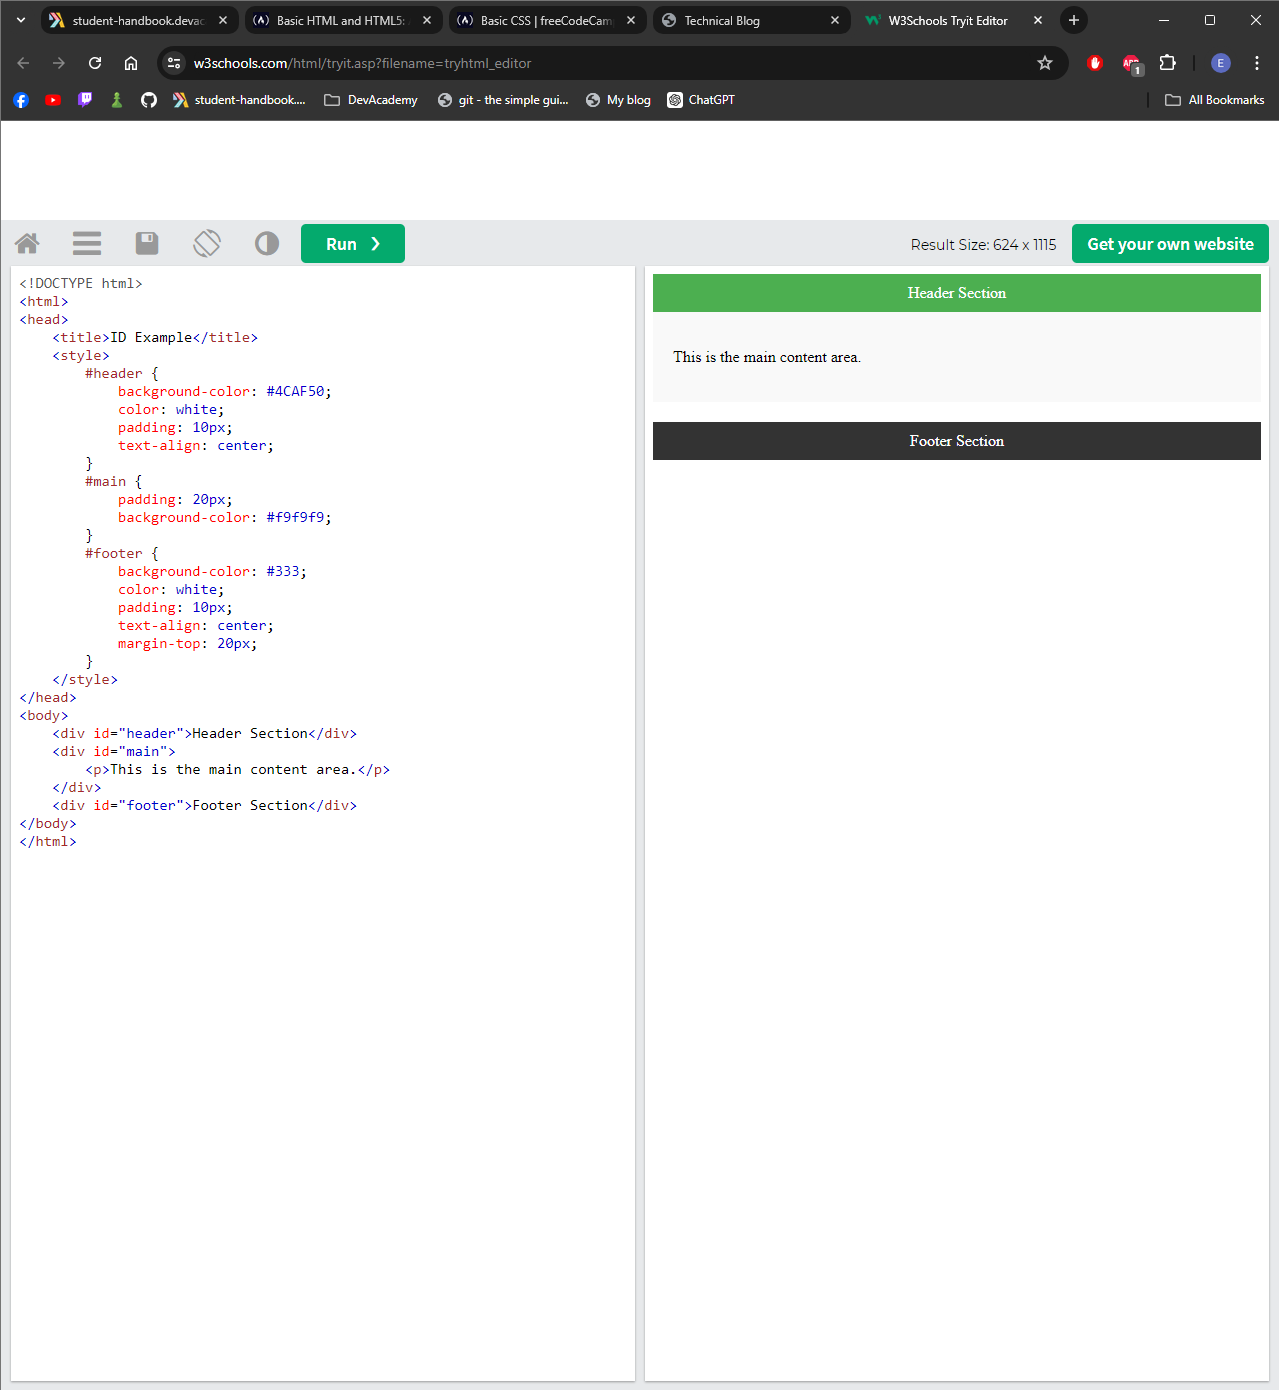 student-handbook.devac
Basic HTML and HTML5:
Basic CSS | freeCodeCam
Technical Blog
W3Schools Tryit Editor
w3schools.com/html/tryit.asp?filename=tryhtml_editor
ABP
1
E
student-handbook....
DevAcademy
git - the simple gui...
My blog
ChatGPT
All Bookmarks
Run ❯
Result Size: 624 x 1115
Get your own website
<!DOCTYPE html>
<html>
<head>
    <title>ID Example</title>
    <style>
        #header {
            background-color: #4CAF50;
            color: white;
            padding: 10px;
            text-align: center;
        }
        #main {
            padding: 20px;
            background-color: #f9f9f9;
        }
        #footer {
            background-color: #333;
            color: white;
            padding: 10px;
            text-align: center;
            margin-top: 20px;
        }
    </style>
</head>
<body>
    <div id="header">Header Section</div>
    <div id="main">
        <p>This is the main content area.</p>
    </div>
    <div id="footer">Footer Section</div>
</body>
</html>
Header Section
This is the main content area.
Footer Section